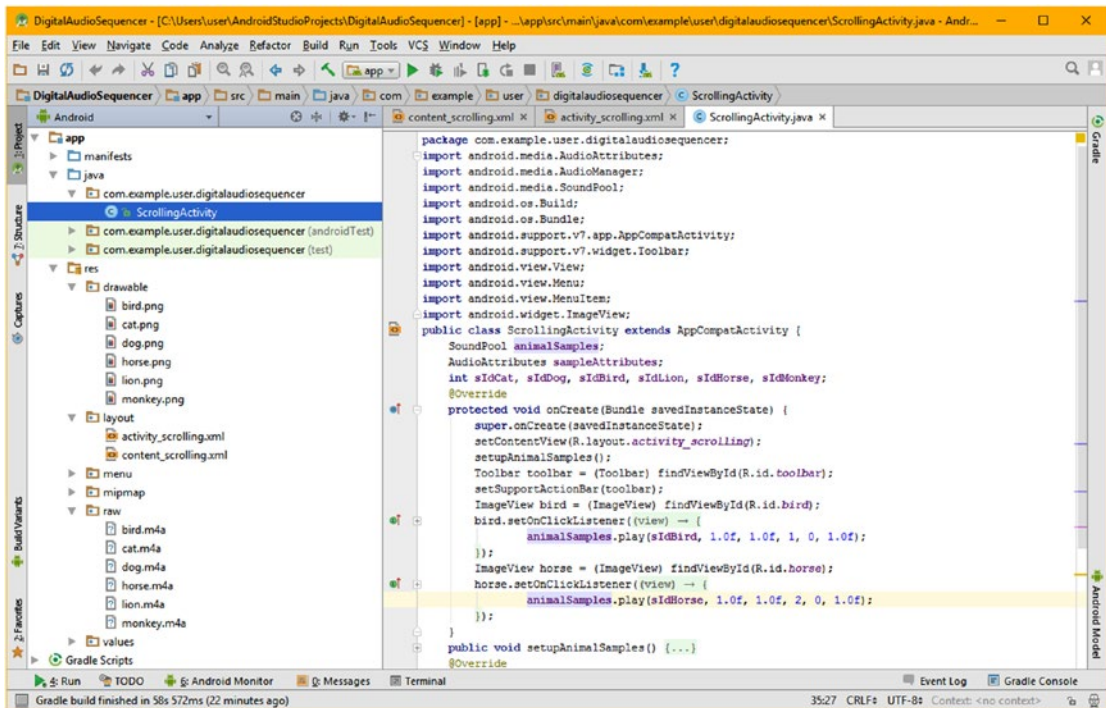 DigitalAudioSequencer - [C:\Users\user\AndroidStudioProjects\DigitalAudioSequencer] - [app] - ...\app\src\main\java\com\example\user\digitalaudiosequencer\ScrollingActivity.java - Andr...
File Edit View Navigate Code Analyze Refactor Build Run Tools VCS Window Help
app
DigitalAudioSequencer app src main java com example user digitalaudiosequencer ScrollingActivity
Android
content_scrolling.xml activity_scrolling.xml ScrollingActivity.java
1: Project
7: Structure
Captures
Build Variants
2: Favorites
app
manifests
java
com.example.user.digitalaudiosequencer
ScrollingActivity
com.example.user.digitalaudiosequencer (androidTest)
com.example.user.digitalaudiosequencer (test)
res
drawable
bird.png
cat.png
dog.png
horse.png
lion.png
monkey.png
layout
activity_scrolling.xml
content_scrolling.xml
menu
mipmap
raw
bird.m4a
cat.m4a
dog.m4a
horse.m4a
lion.m4a
monkey.m4a
values
Gradle Scripts
package com.example.user.digitalaudiosequencer;
import android.media.AudioAttributes;
import android.media.AudioManager;
import android.media.SoundPool;
import android.os.Build;
import android.os.Bundle;
import android.support.v7.app.AppCompatActivity;
import android.support.v7.widget.Toolbar;
import android.view.View;
import android.view.Menu;
import android.view.MenuItem;
import android.widget.ImageView;
public class ScrollingActivity extends AppCompatActivity {
SoundPool animalSamples;
AudioAttributes sampleAttributes;
int sIdCat, sIdDog, sIdBird, sIdLion, sIdHorse, sIdMonkey;
@Override
protected void onCreate(Bundle savedInstanceState) {
super.onCreate(savedInstanceState);
setContentView(R.layout.activity_scrolling);
setupAnimalSamples();
Toolbar toolbar = (Toolbar) findViewById(R.id.toolbar);
setSupportActionBar(toolbar);
ImageView bird = (ImageView) findViewById(R.id.bird);
bird.setOnClickListener((view) → {
animalSamples.play(sIdBird, 1.0f, 1.0f, 1, 0, 1.0f);
});
ImageView horse = (ImageView) findViewById(R.id.horse);
horse.setOnClickListener((view) → {
animalSamples.play(sIdHorse, 1.0f, 1.0f, 2, 0, 1.0f);
});
}
public void setupAnimalSamples() {...}
@Override
Gradle
Android Model
4: Run TODO 6: Android Monitor 0: Messages Terminal Event Log Gradle Console
Gradle build finished in 58s 572ms (22 minutes ago) 35:27 CRLF UTF-8 Context: <no context>